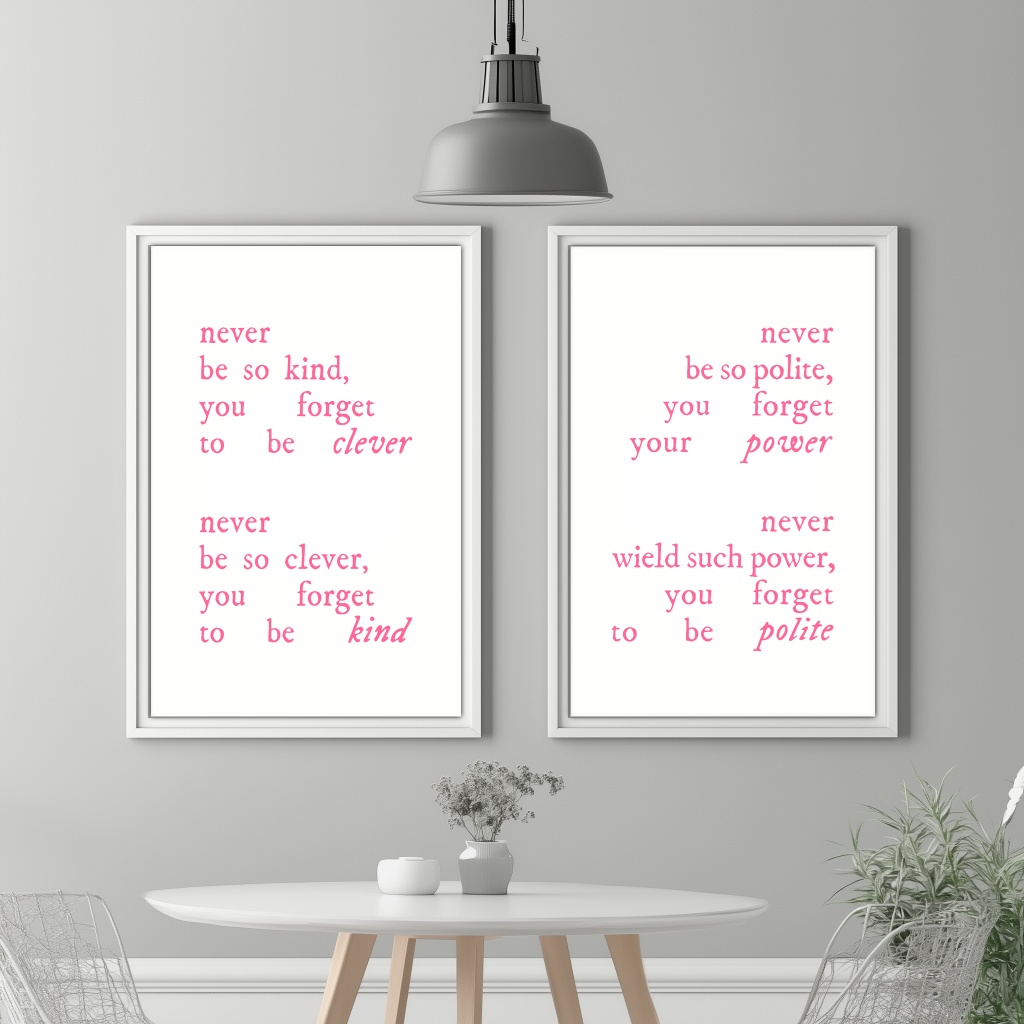 never
be so kind,
you forget
to be clever
never
be so clever,
you forget
to be kind
never
be so polite,
you forget
your power
never
wield such power,
you forget
to be polite